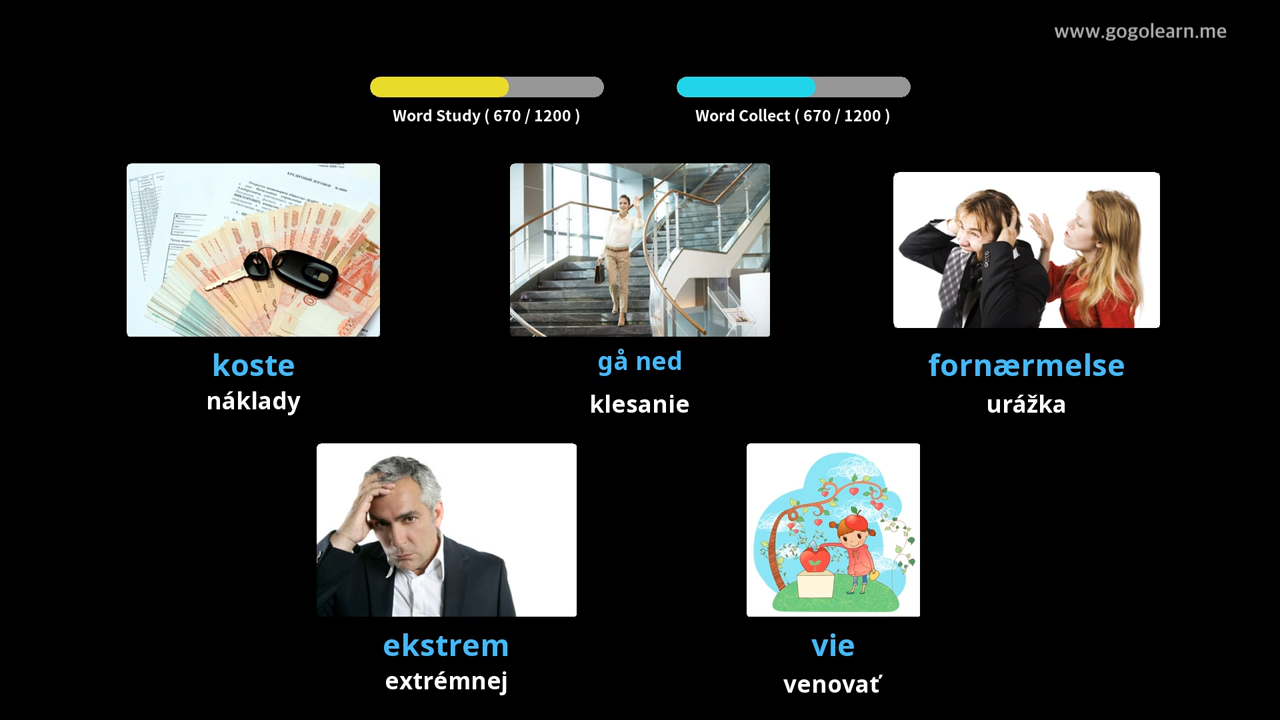 www.gogolearn.me
Word Study ( 670 / 1200 )
Word Collect ( 670 / 1200 )
koste
náklady
gå ned
klesanie
fornærmelse
urážka
ekstrem
extrémnej
vie
venovať